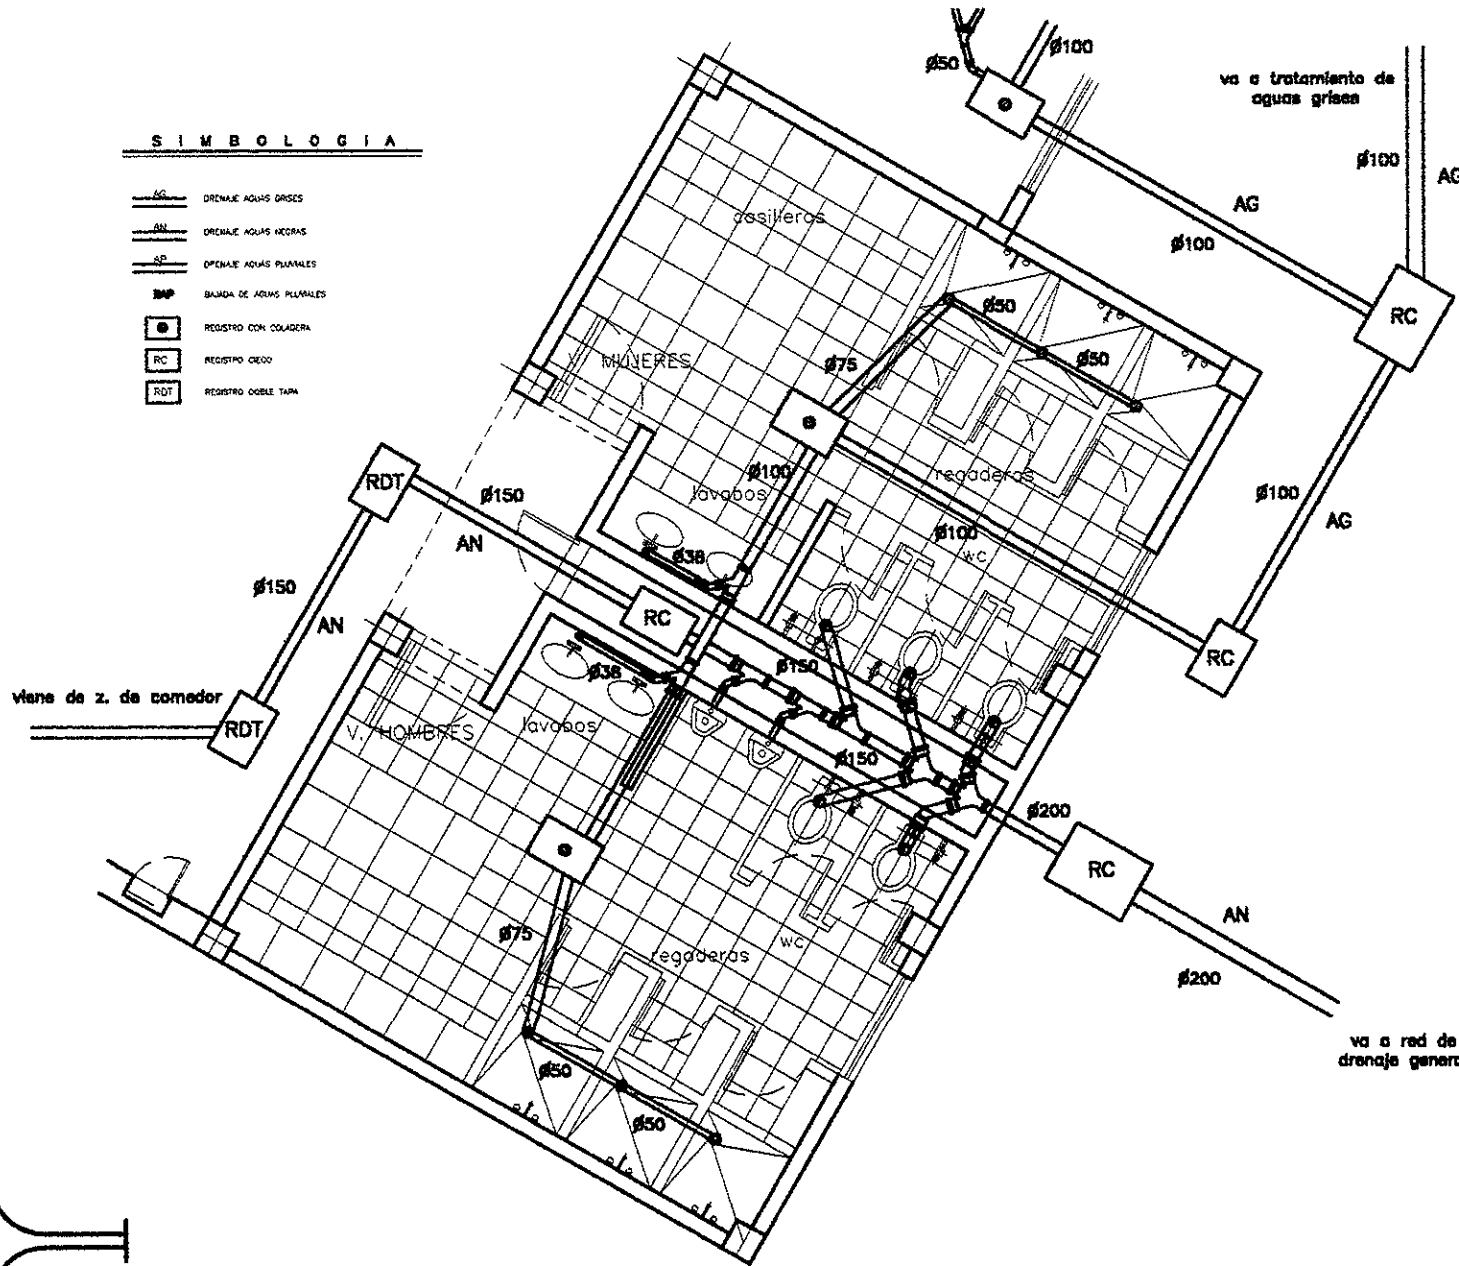 S I M B O L O G I A
AG DRENAJE AGUAS GRISES
AN DRENAJE AGUAS NEGRAS
AP DRENAJE AGUAS PLUVIALES
BAP BAJADA DE AGUAS PLUVIALES
REGISTRO CON COLADERA
RC REGISTRO CIEGO
RDT REGISTRO DOBLE TAPA
Ø50
Ø100
va a tratamiento de
aguas grises
Ø100
AG
AG
Ø100
RC
casilleros
Ø50
Ø50
Ø75
V. MUJERES
Ø100
lavabos
regaderas
Ø100
AG
RDT
Ø150
AN
Ø38
Ø100
wc
Ø150
AN
RC
RC
viene de z. de comedor
RDT
V. HOMBRES
lavabos
Ø38
Ø150
Ø150
Ø200
RC
AN
Ø200
Ø75
regaderas
wc
va a red de
drenaje genera
Ø50
Ø50